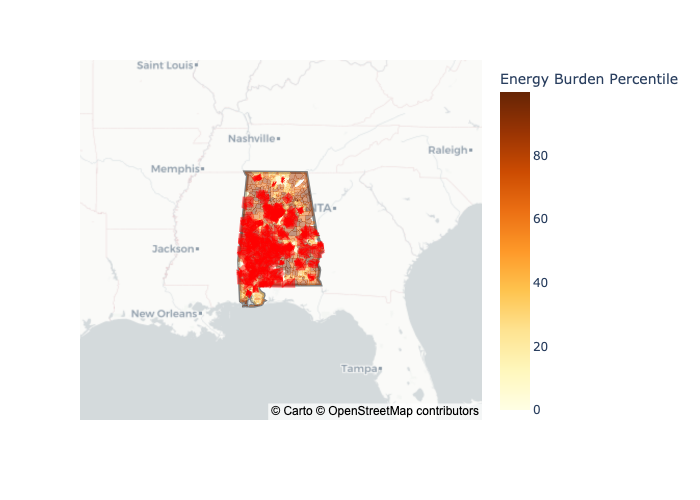 Saint Louis
Energy Burden Percentile
Nashville
Raleigh
Memphis
NTA
Jackson
New Orleans
Tampa
80
60
40
20
0
© Carto © OpenStreetMap contributors